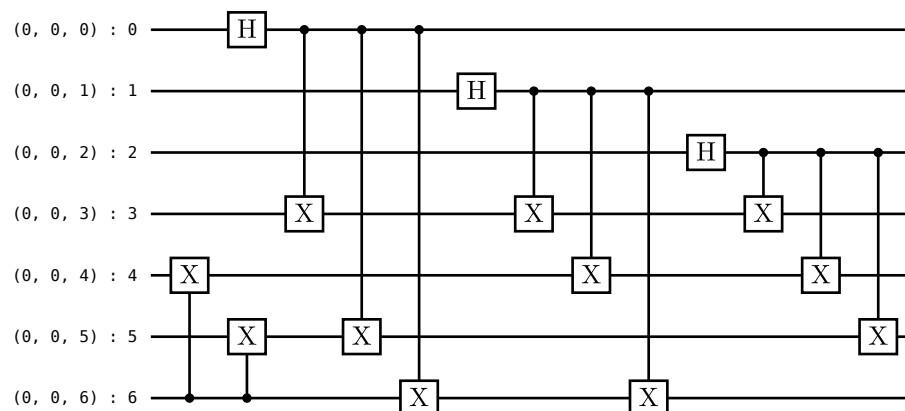 (0, 0, 0) : 0 H
(0, 0, 1) : 1 H
(0, 0, 2) : 2 H
(0, 0, 3) : 3 X X X
(0, 0, 4) : 4 X X X
(0, 0, 5) : 5 X X X
(0, 0, 6) : 6 X X